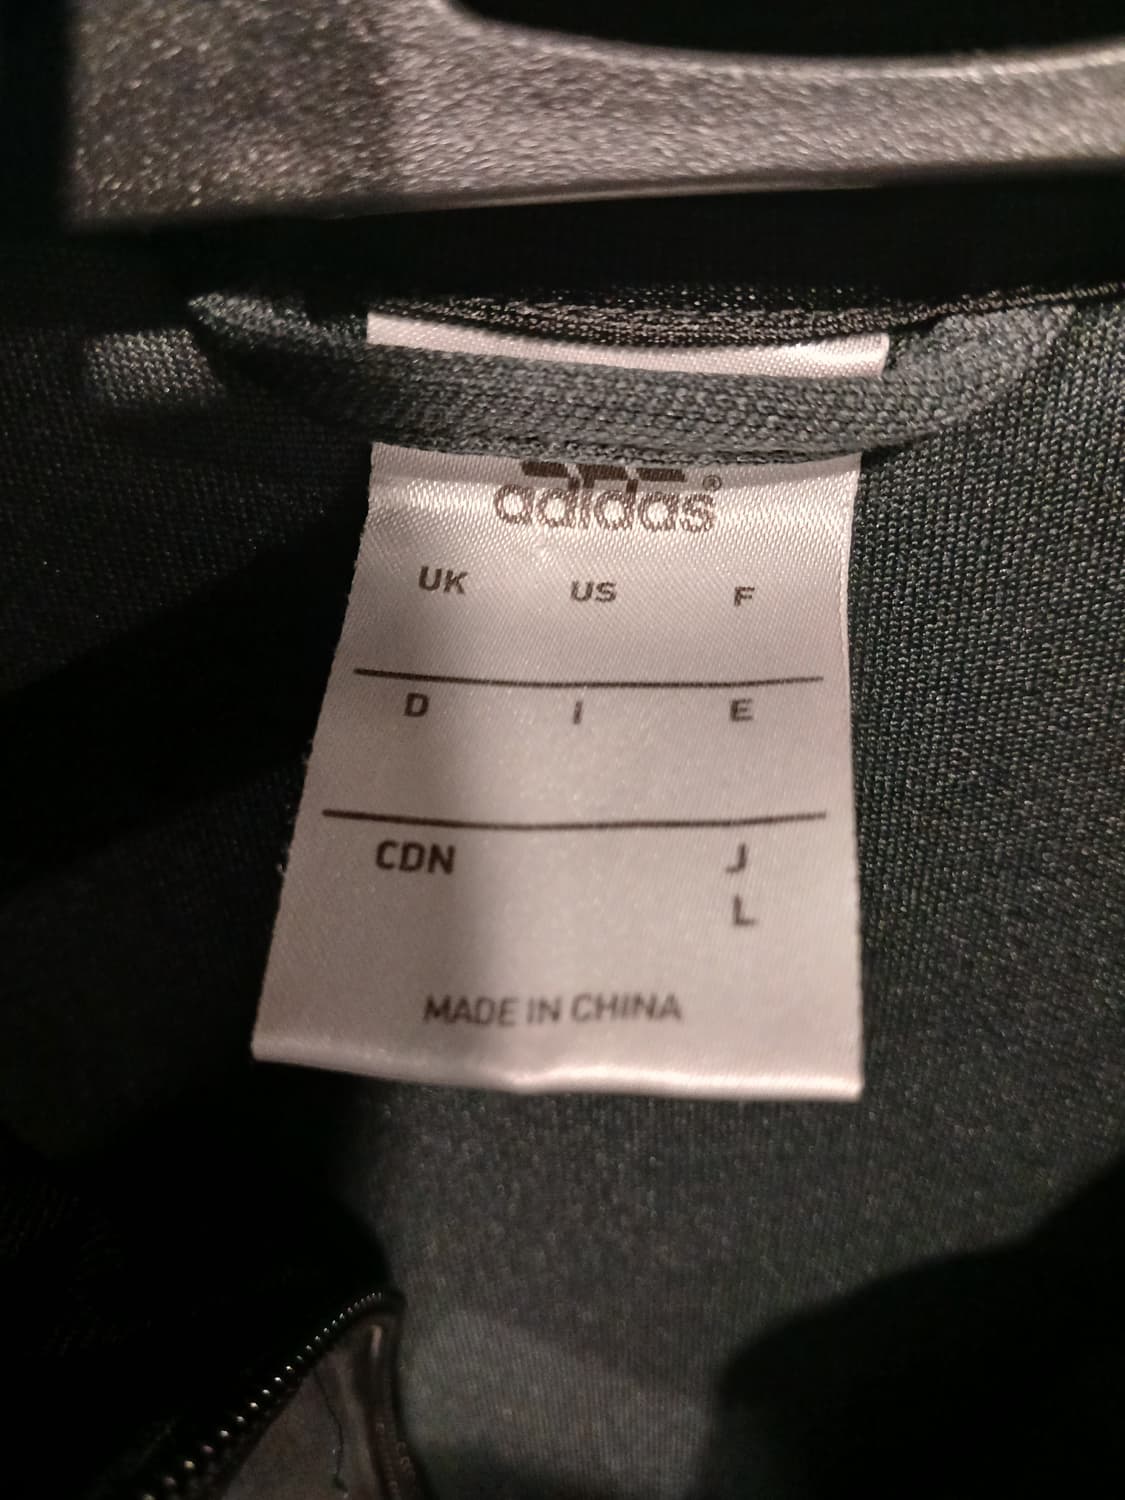 adidas®
UK US F
D I E
CDN J
L
MADE IN CHINA